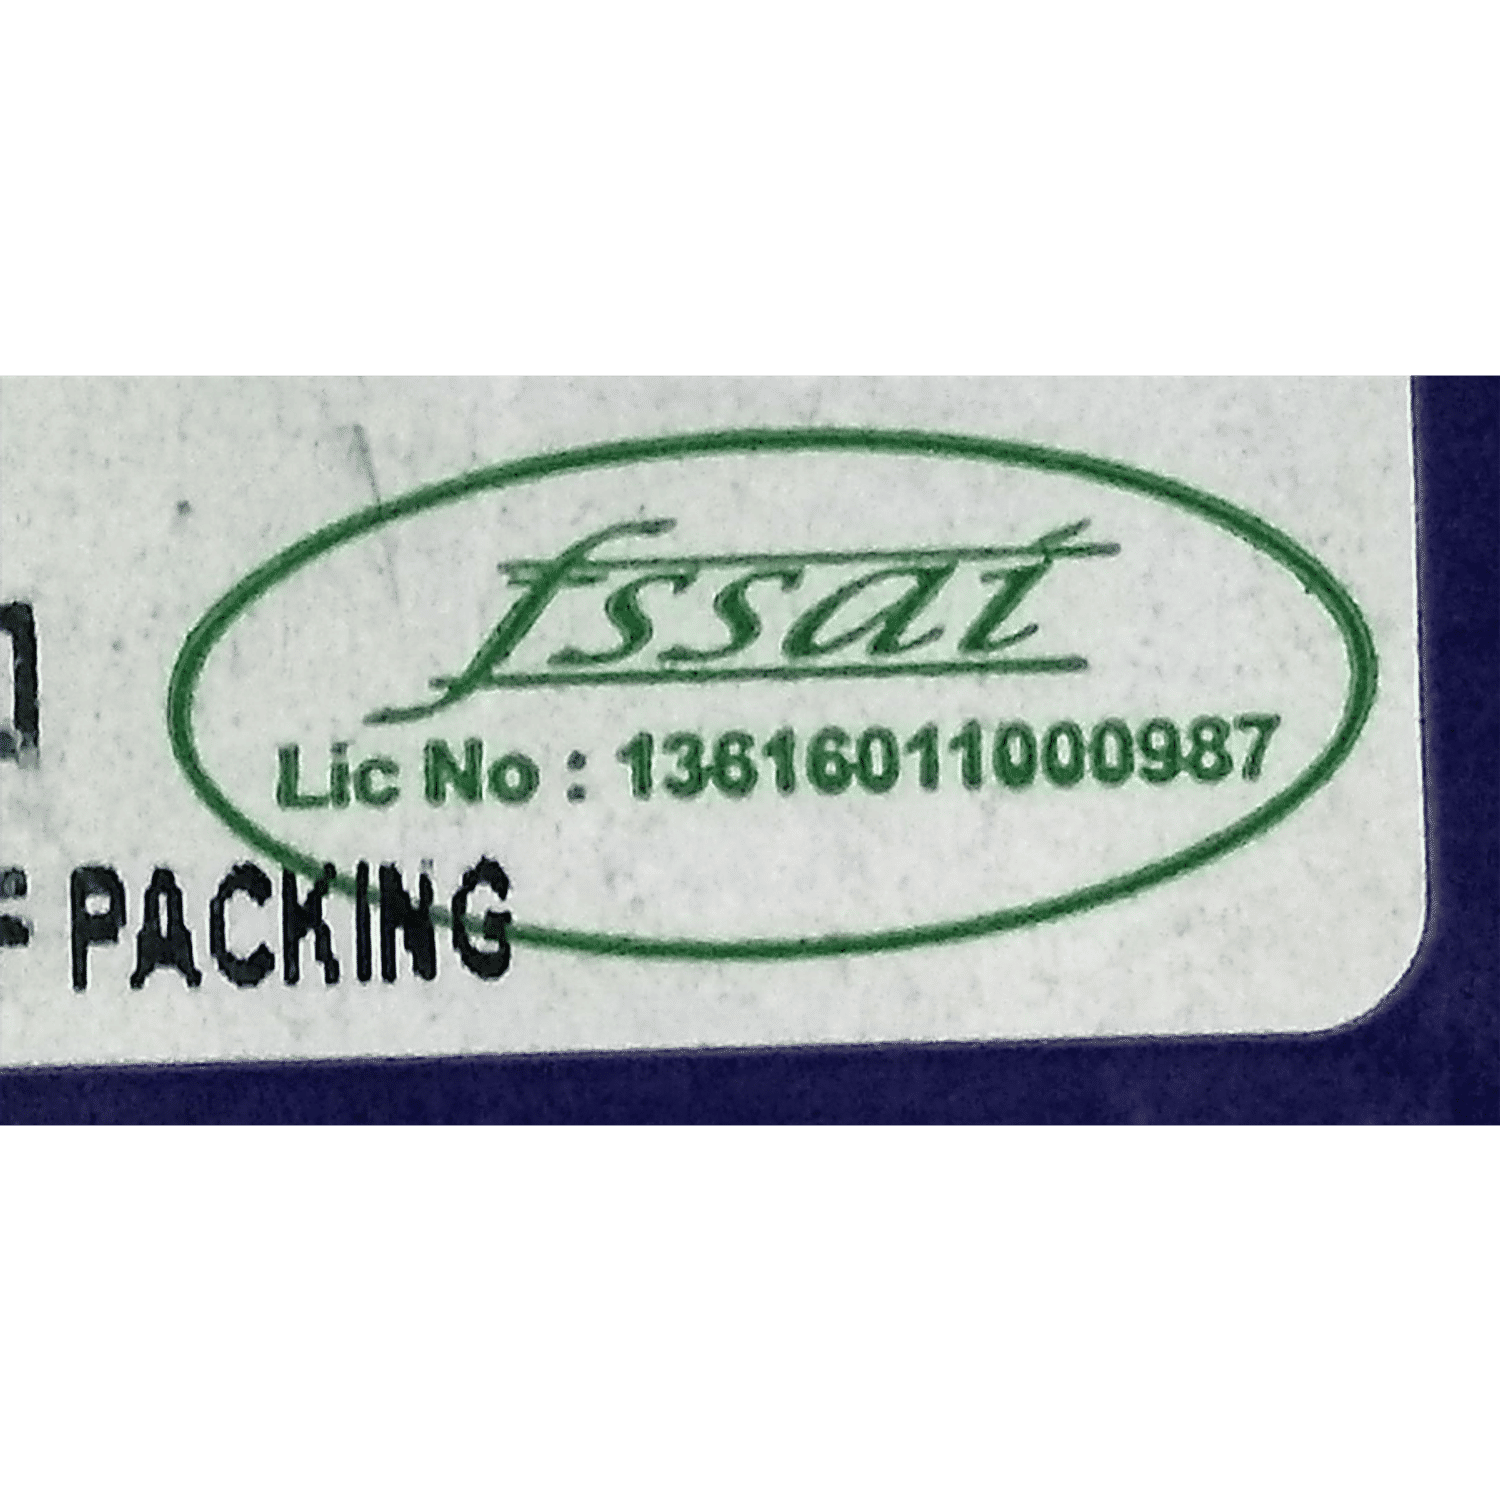 fssai
Lic No : 13616011000987
PACKING